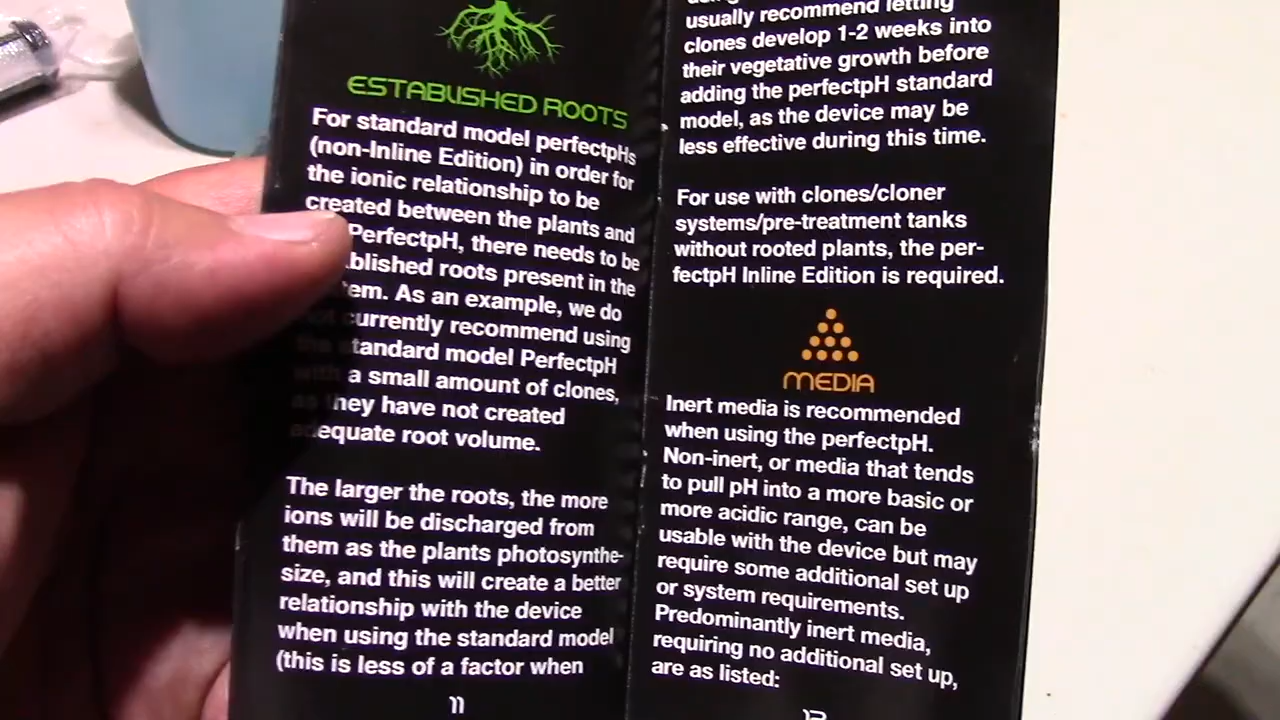 ESTABLISHED ROOTS
For standard model perfectpHs
(non-Inline Edition) in order for
the ionic relationship to be
created between the plants and
PerfectpH, there needs to be
roots present in the
As an example, we do
currently recommend using
standard model PerfectpH
a small amount of clones,
they have not created
adequate root volume.
The larger the roots, the more
ions will be discharged from
them as the plants photosynthe-
size, and this will create a better
relationship with the device
when using the standard model
(this is less of a factor when
11
usually recommend letting
clones develop 1-2 weeks into
their vegetative growth before
adding the perfectpH standard
model, as the device may be
less effective during this time.
For use with clones/cloner
systems/pre-treatment tanks
without rooted plants, the per-
fectpH Inline Edition is required.
MEDIA
Inert media is recommended
when using the perfectpH.
Non-inert, or media that tends
to pull pH into a more basic or
more acidic range, can be
usable with the device but may
require some additional set up
or system requirements.
Predominantly inert media,
requiring no additional set up,
are as listed:
12